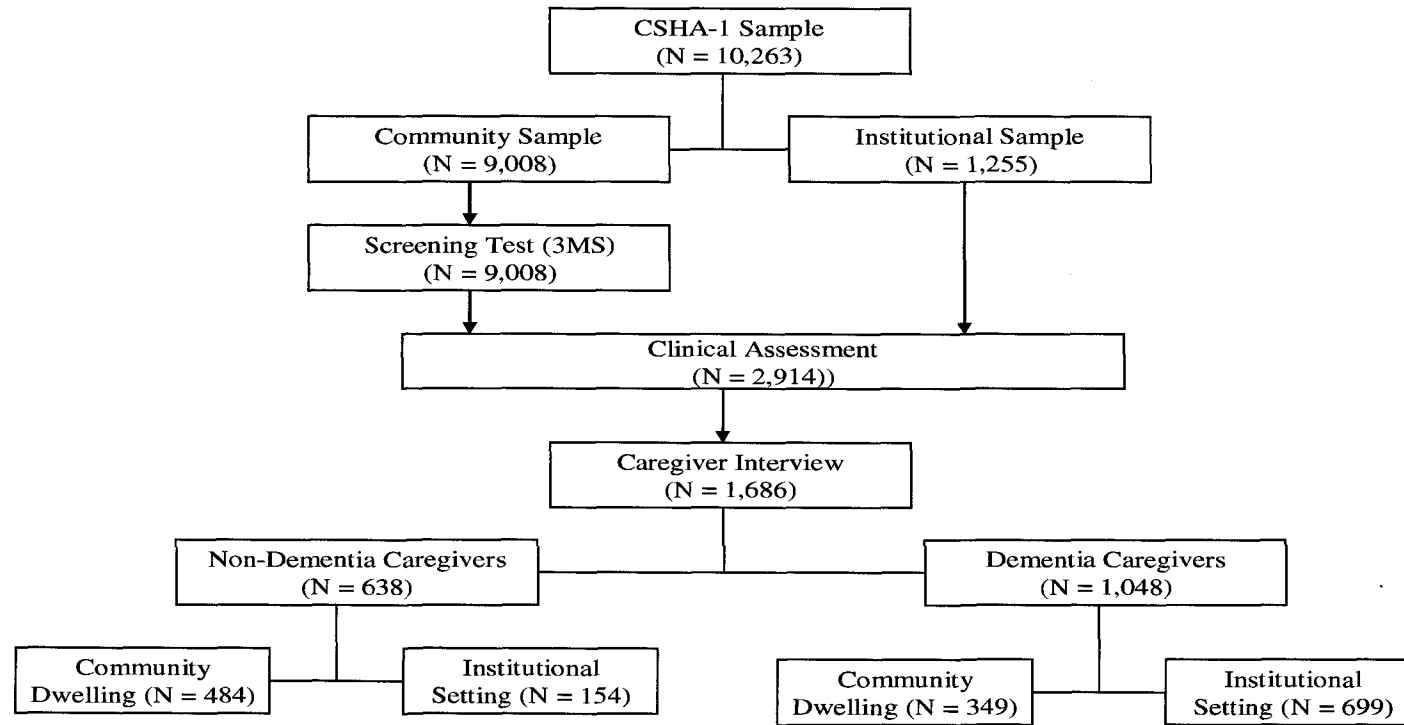 CSHA-1 Sample
(N = 10,263)
Community Sample
(N = 9,008)
Institutional Sample
(N = 1,255)
Screening Test (3MS)
(N = 9,008)
Clinical Assessment
(N = 2,914))
Caregiver Interview
(N = 1,686)
Non-Dementia Caregivers
(N = 638)
Dementia Caregivers
(N = 1,048)
Community
Dwelling (N = 484)
Institutional
Setting (N = 154)
Community
Dwelling (N = 349)
Institutional
Setting (N = 699)